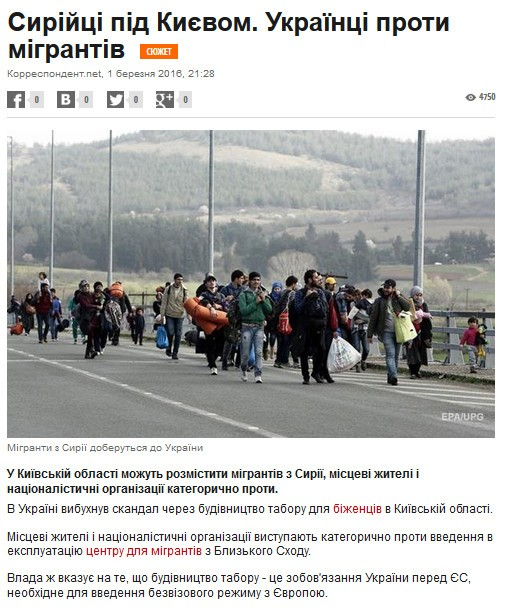 Сирійці під Києвом. Українці проти
мігрантів СЮЖЕТ
Корреспондент.net, 1 березня 2016, 21:28
f 0 B 0 0 g+ 0 4750
EPA/UPG
Мігранти з Сирії доберуться до України
У Київській області можуть розмістити мігрантів з Сирії, місцеві жителі і
націоналістичні організації категорично проти.
В Україні вибухнув скандал через будівництво табору для біженців в Київській області.
Місцеві жителі і націоналістичні організації виступають категорично проти введення в
експлуатацію центру для мігрантів з Близького Сходу.
Влада ж вказує на те, що будівництво табору - це зобов'язання України перед ЄС,
необхідне для введення безвізового режиму з Європою.